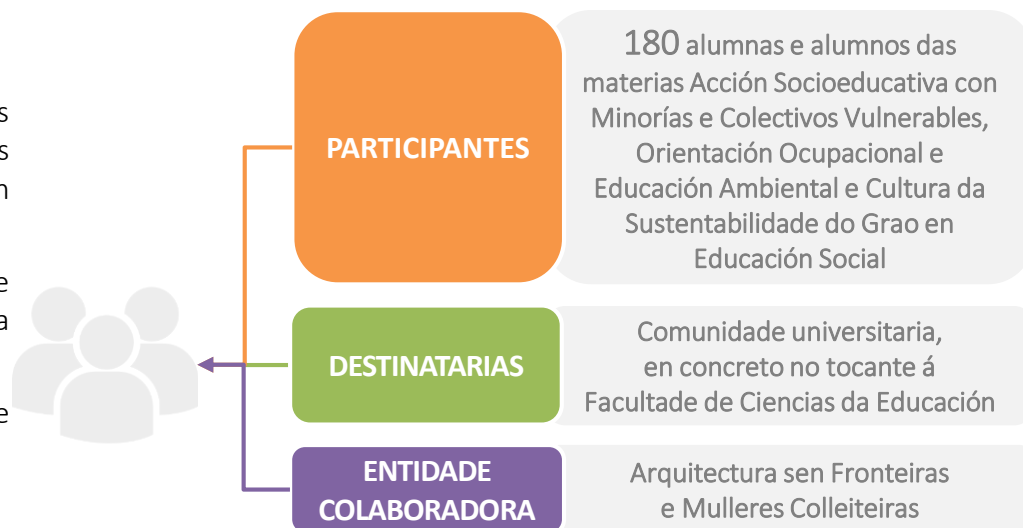 s
s
n
e
a
e
PARTICIPANTES
180 alumnas e alumnos das
materias Acción Socioeducativa con
Minorías e Colectivos Vulnerables,
Orientación Ocupacional e
Educación Ambiental e Cultura da
Sustentabilidade do Grao en
Educación Social
DESTINATARIAS
Comunidade universitaria,
en concreto no tocante á
Facultade de Ciencias da Educación
ENTIDADE
COLABORADORA
Arquitectura sen Fronteiras
e Mulleres Colleiteiras